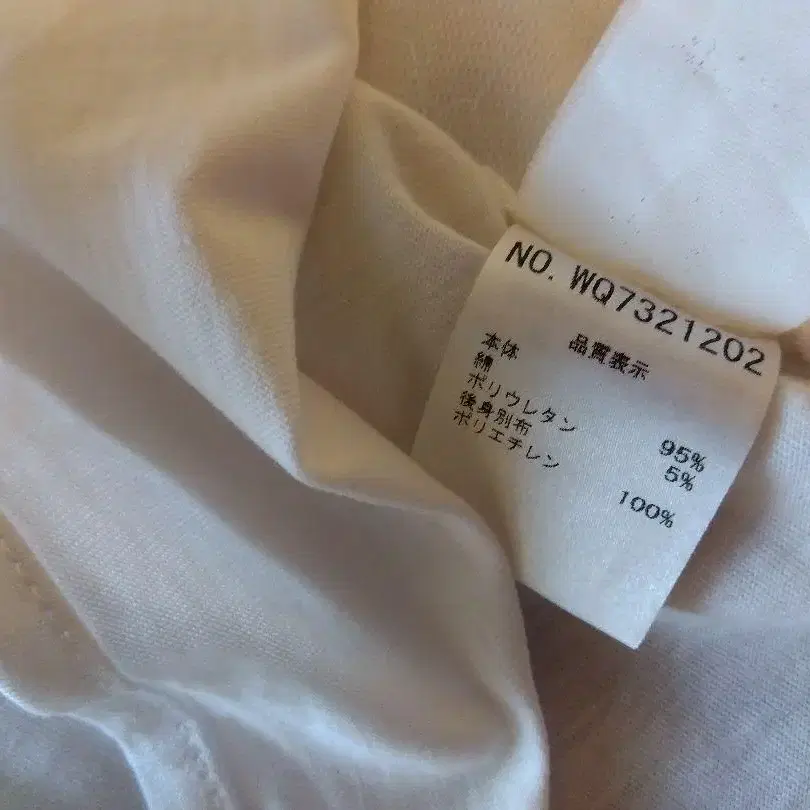 NO. WQ7321202
品質表示
本体
綿 95%
ポリウレタン 5%
後身別布
ポリエチレン 100%